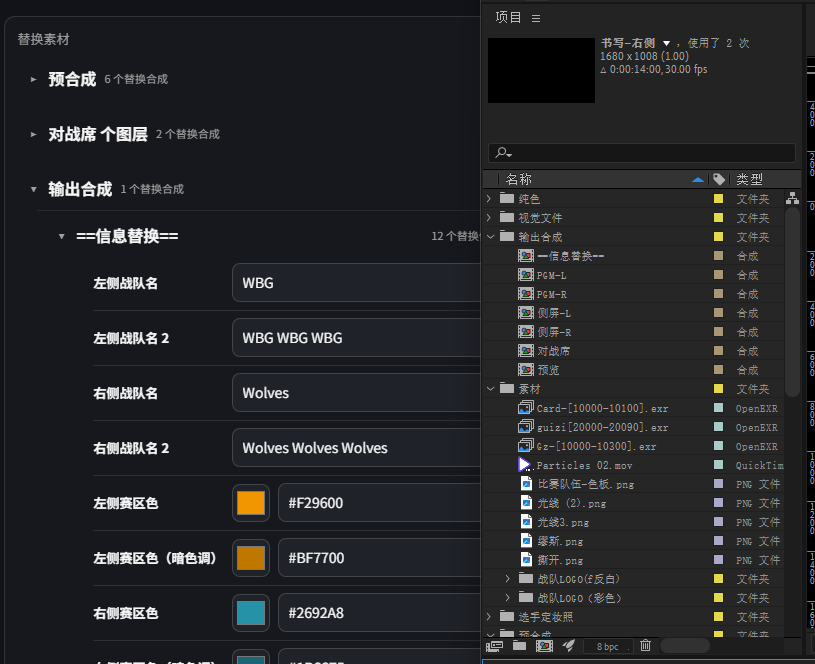 替换素材
预合成 6 个替换合成
对战席 个图层 2 个替换合成
输出合成 1 个替换合成
==信息替换== 12 个替换
左侧战队名 WBG
左侧战队名 2 WBG WBG WBG
右侧战队名 Wolves
右侧战队名 2 Wolves Wolves Wolves
左侧赛区色 #F29600
左侧赛区色（暗色调） #BF7700
右侧赛区色 #2692A8
项目
书写-右侧 ，使用了 2 次
1680 x 1008 (1.00)
△ 0:00:14:00, 30.00 fps
名称 类型
纯色 文件夹
视觉文件 文件夹
输出合成 文件夹
==信息替换== 合成
PGM-L 合成
PGM-R 合成
侧屏-L 合成
侧屏-R 合成
对战席 合成
预览 合成
素材 文件夹
Card-[10000-10100].exr OpenEXR
guizi[20000-20090].exr OpenEXR
Gz-[10000-10300].exr OpenEXR
Particles 02.mov QuickTim
比赛队伍-色板.png PNG 文件
光线 (2).png PNG 文件
光线3.png PNG 文件
缪斯.png PNG 文件
撕开.png PNG 文件
战队LOGO(f反白) 文件夹
战队LOGO（彩色） 文件夹
选手定妆照 文件夹
预合成 文件夹
8 bpc